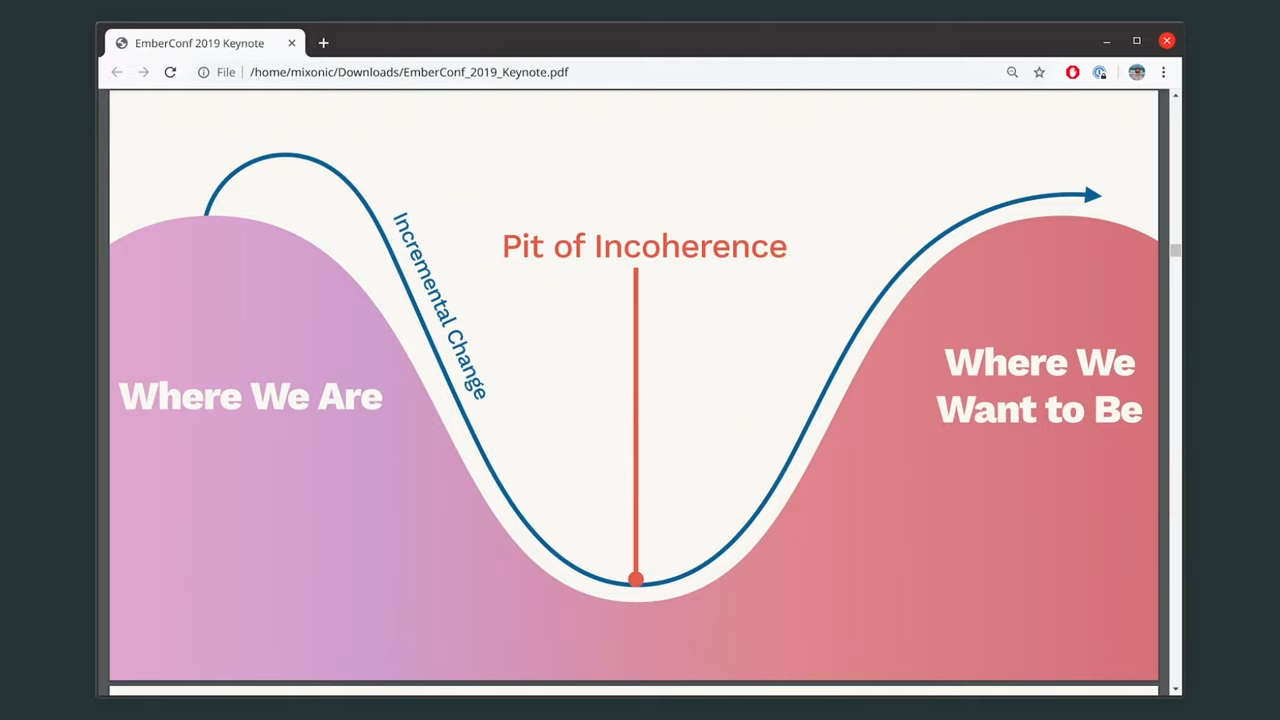 EmberConf 2019 Keynote
File
/home/mixonic/Downloads/EmberConf_2019_Keynote.pdf
Incremental Change
Pit of Incoherence
Where We Are
Where We
Want to Be